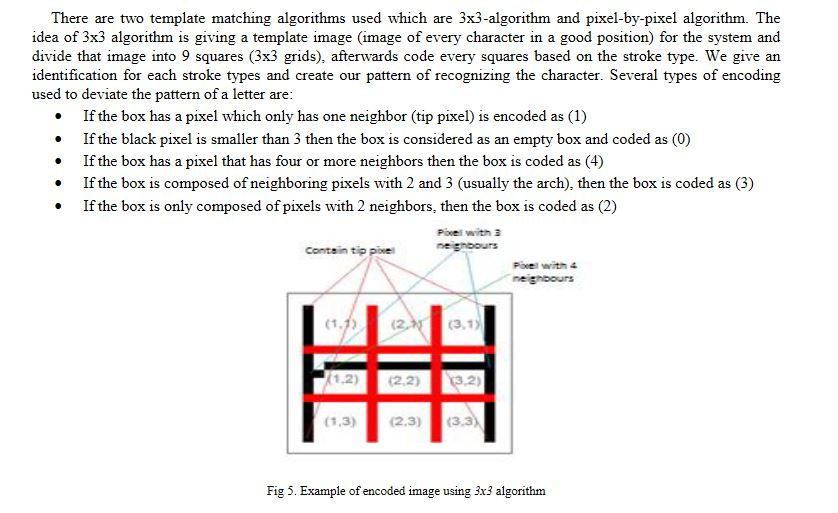 There are two template matching algorithms used which are 3x3-algorithm and pixel-by-pixel algorithm. The
idea of 3x3 algorithm is giving a template image (image of every character in a good position) for the system and
divide that image into 9 squares (3x3 grids), afterwards code every squares based on the stroke type. We give an
identification for each stroke types and create our pattern of recognizing the character. Several types of encoding
used to deviate the pattern of a letter are:
• If the box has a pixel which only has one neighbor (tip pixel) is encoded as (1)
• If the black pixel is smaller than 3 then the box is considered as an empty box and coded as (0)
• If the box has a pixel that has four or more neighbors then the box is coded as (4)
• If the box is composed of neighboring pixels with 2 and 3 (usually the arch), then the box is coded as (3)
• If the box is only composed of pixels with 2 neighbors, then the box is coded as (2)
Contain tip pixel
Pixel with 3
neighbours
Pixel with 4
neighbours
(1,1) (2,1) (3,1)
(1,2) (2,2) (3,2)
(1,3) (2,3) (3,3)
Fig 5. Example of encoded image using 3x3 algorithm